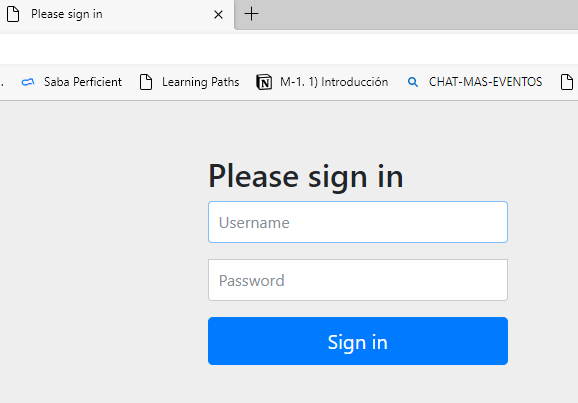 Please sign in
Saba Perficient Learning Paths M-1. 1) Introducción CHAT-MAS-EVENTOS
Please sign in
Username
Password
Sign in